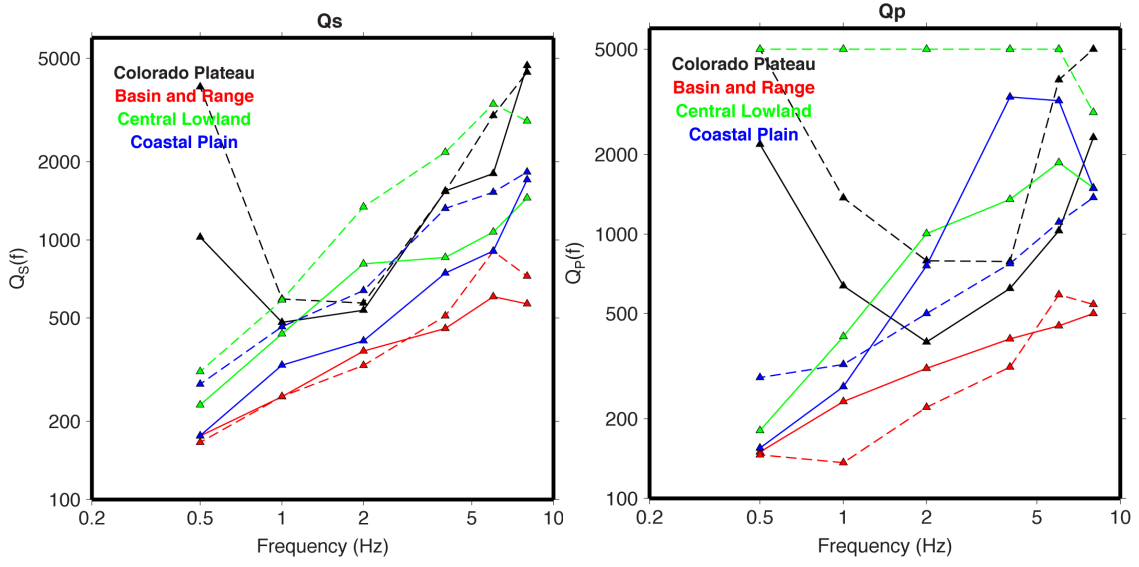 Qs
5000
2000
1000
500
200
100
Q_S(f)
Colorado Plateau
Basin and Range
Central Lowland
Coastal Plain
0.2 0.5 1 2 5 10
Frequency (Hz)
Qp
5000
2000
1000
500
200
100
Q_P(f)
Colorado Plateau
Basin and Range
Central Lowland
Coastal Plain
0.2 0.5 1 2 5 10
Frequency (Hz)